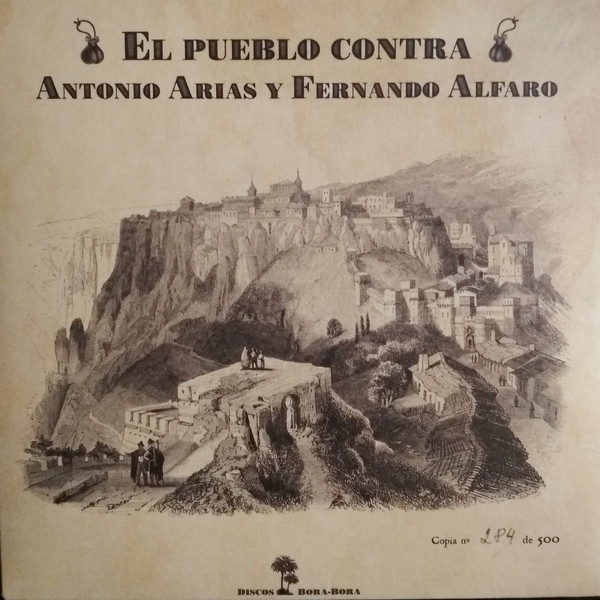 El pueblo contra
Antonio Arias y Fernando Alfaro
Copia nº 284 de 500
Discos Bora-Bora